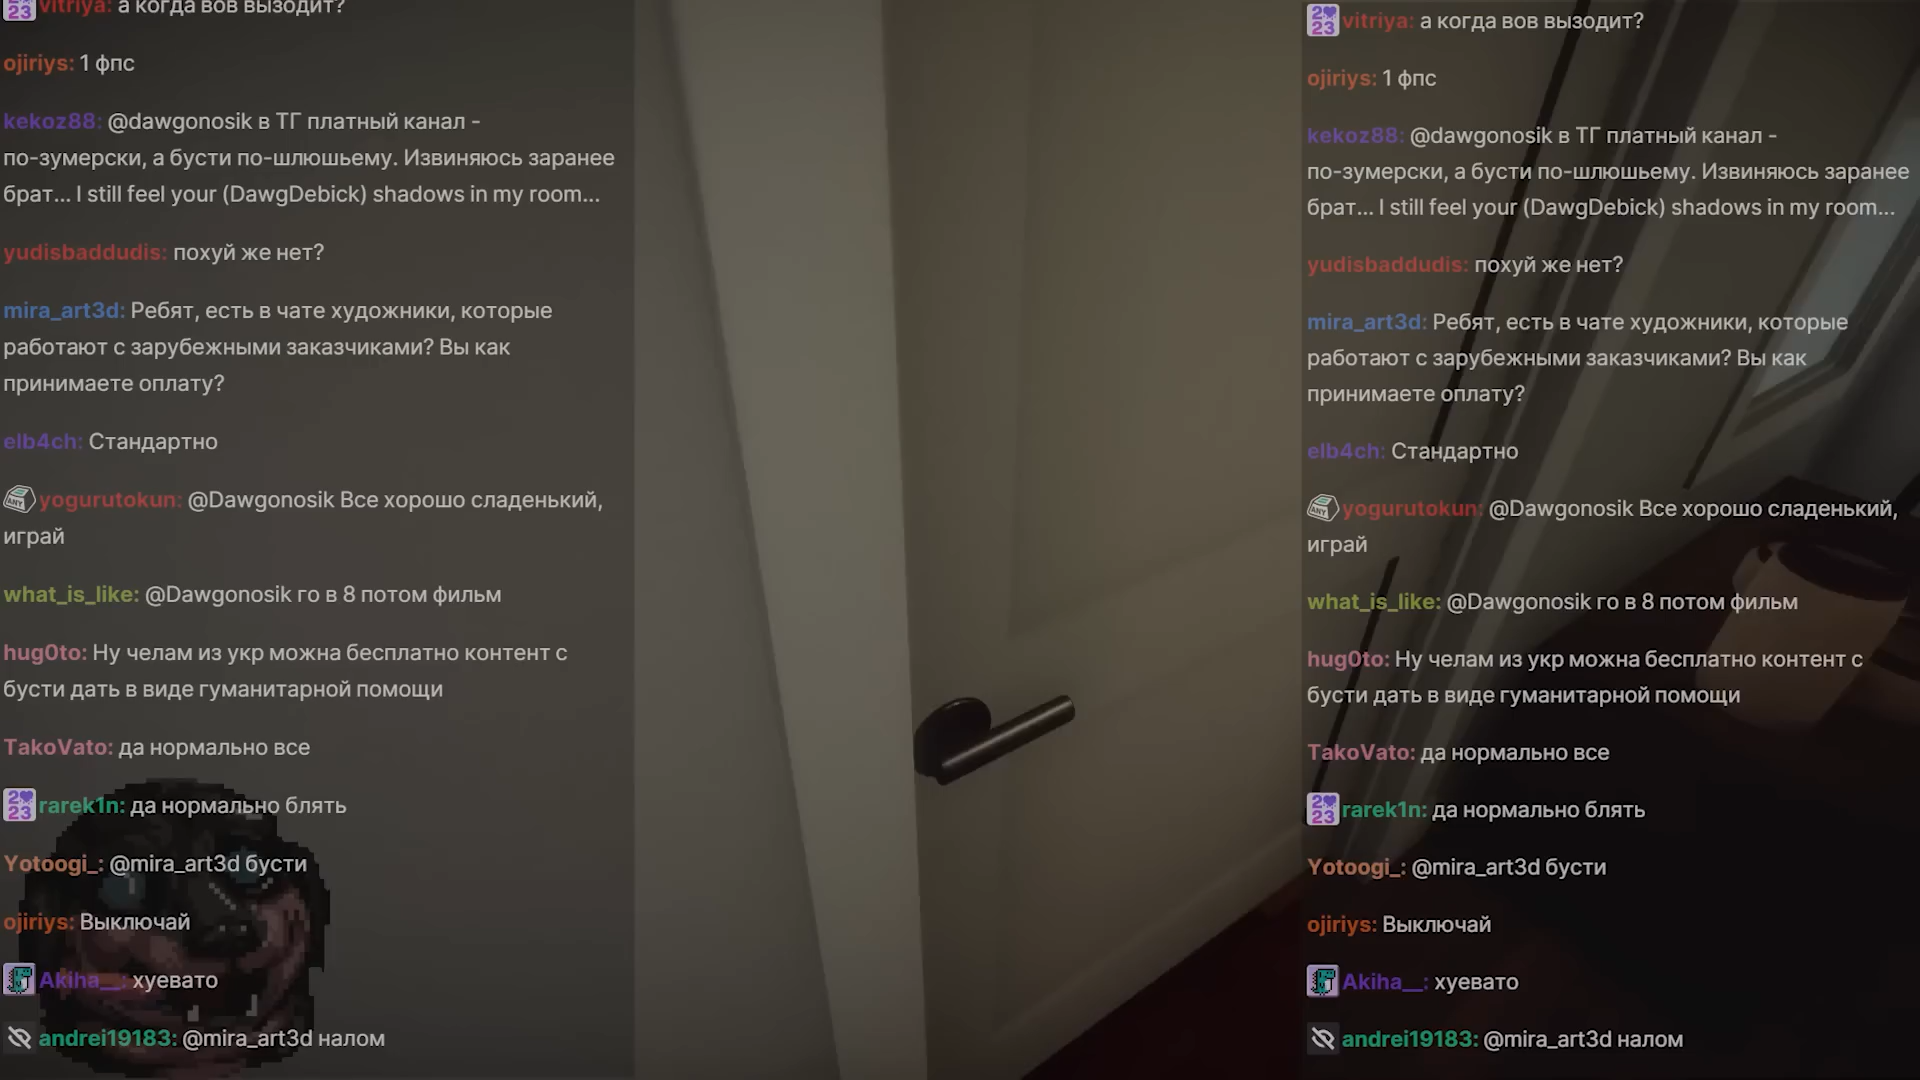 vitriya: а когда вов вызодит?
ojiriys: 1 фпс
kekoz88: @dawgonosik в ТГ платный канал -
по-зумерски, а бусти по-шлюшьему. Извиняюсь заранее
брат... I still feel your (DawgDebick) shadows in my room...
yudisbaddudis: похуй же нет?
mira_art3d: Ребят, есть в чате художники, которые
работают с зарубежными заказчиками? Вы как
принимаете оплату?
elb4ch: Стандартно
ANY yogurutokun: @Dawgonosik Все хорошо сладенький,
играй
what_is_like: @Dawgonosik го в 8 потом фильм
hug0to: Ну челам из укр можна бесплатно контент с
бусти дать в виде гуманитарной помощи
TakoVato: да нормально все
rarek1n: да нормально блять
Yotoogi_: @mira_art3d бусти
ojiriys: Выключай
Akiha__: хуевато
andrei19183: @mira_art3d налом
vitriya: а когда вов вызодит?
ojiriys: 1 фпс
kekoz88: @dawgonosik в ТГ платный канал -
по-зумерски, а бусти по-шлюшьему. Извиняюсь заранее
брат... I still feel your (DawgDebick) shadows in my room...
yudisbaddudis: похуй же нет?
mira_art3d: Ребят, есть в чате художники, которые
работают с зарубежными заказчиками? Вы как
принимаете оплату?
elb4ch: Стандартно
ANY yogurutokun: @Dawgonosik Все хорошо сладенький,
играй
what_is_like: @Dawgonosik го в 8 потом фильм
hug0to: Ну челам из укр можна бесплатно контент с
бусти дать в виде гуманитарной помощи
TakoVato: да нормально все
rarek1n: да нормально блять
Yotoogi_: @mira_art3d бусти
ojiriys: Выключай
Akiha__: хуевато
andrei19183: @mira_art3d налом